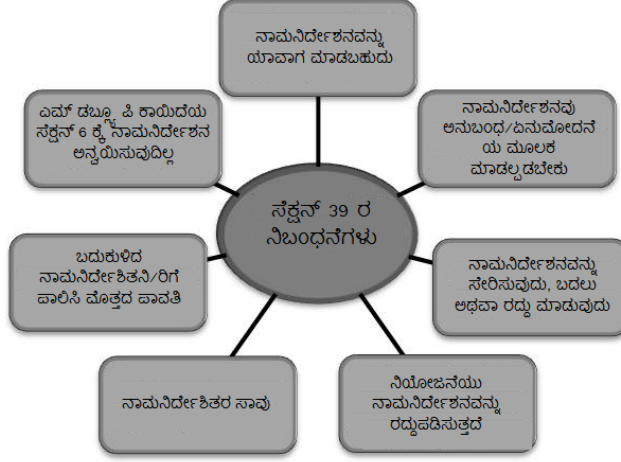 ನಾಮನಿರ್ದೇಶನವನ್ನು
ಯಾವಾಗ ಮಾಡಬಹುದು
ಎಮ್ ಡಬ್ಲ್ಯೂ ಪಿ ಕಾಯಿದೆಯ
ಸೆಕ್ಷನ್ 6 ಕ್ಕೆ ನಾಮನಿರ್ದೇಶನ
ಅನ್ವಯಿಸುವುದಿಲ್ಲ
ನಾಮನಿರ್ದೇಶನವು
ಅನುಬಂಧ/ಏನುಮೋದನೆ
ಯ ಮೂಲಕ
ಮಾಡಲ್ಪಡಬೇಕು
ಸೆಕ್ಷನ್ 39 ರ
ನಿಬಂಧನೆಗಳು
ಬದುಕುಳಿದ
ನಾಮನಿರ್ದೇಶಿತನಿ/ರಿಗೆ
ಪಾಲಿಸಿ ಮೊತ್ತದ ಪಾವತಿ
ನಾಮನಿರ್ದೇಶನವನ್ನು
ಸೇರಿಸುವುದು, ಬದಲು
ಅಥವಾ ರದ್ದು ಮಾಡುವುದು
ನಾಮನಿರ್ದೇಶಿತರ ಸಾವು
ನಿಯೋಜನೆಯು
ನಾಮನಿರ್ದೇಶನವನ್ನು
ರದ್ದುಪಡಿಸುತ್ತದೆ